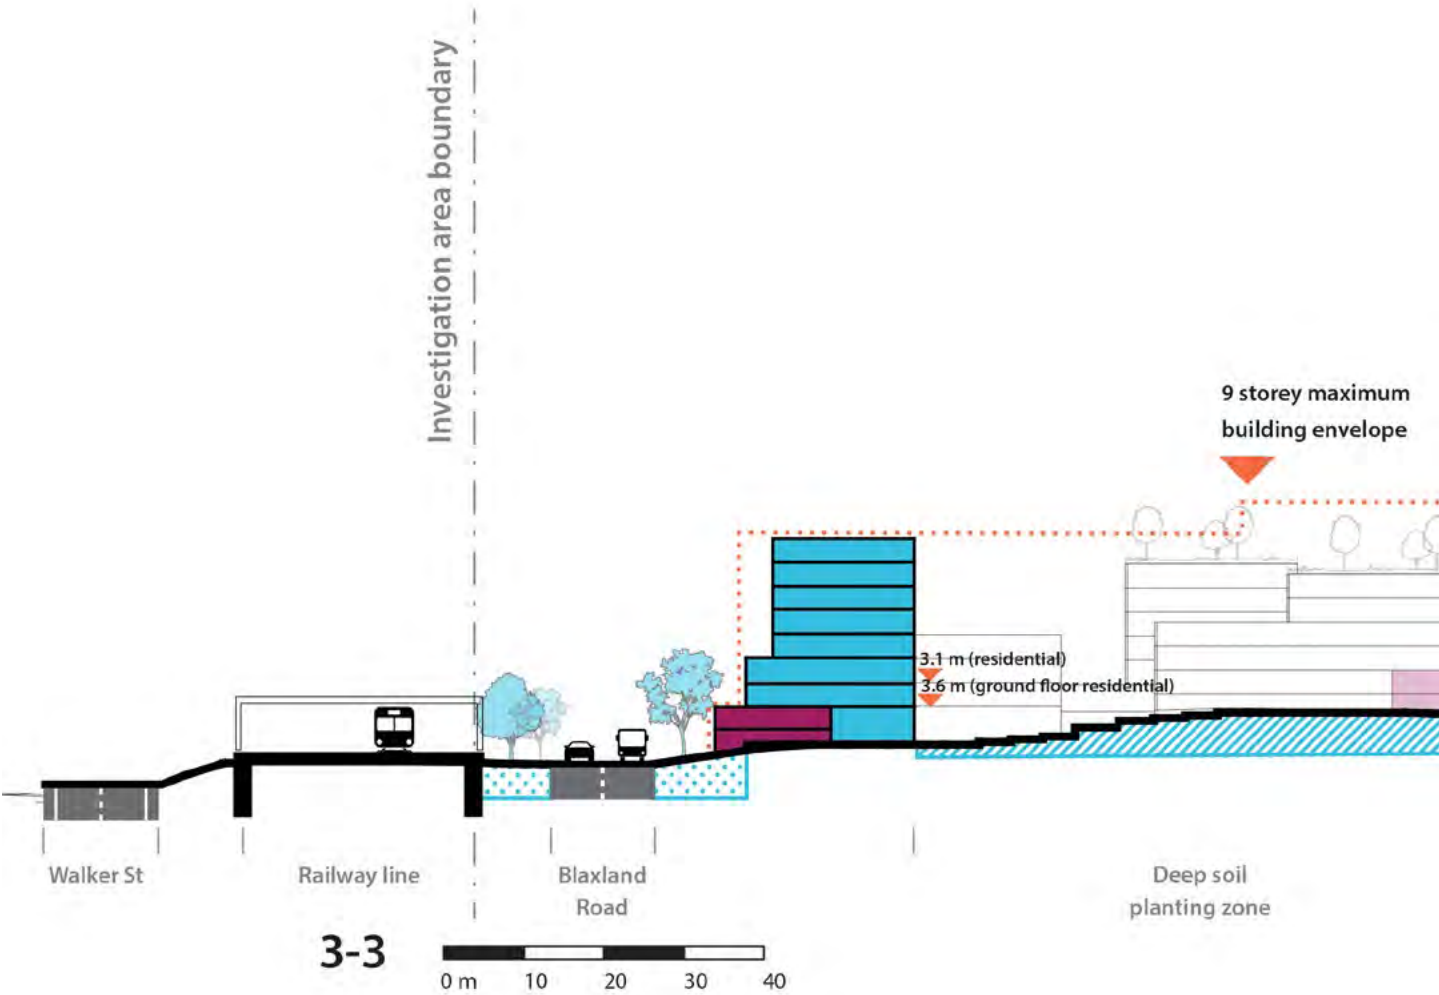 Investigation area boundary
9 storey maximum
building envelope
3.1 m (residential)
3.6 m (ground floor residential)
Walker St
Railway line
Blaxland
Road
Deep soil
planting zone
3-3
0 m 10 20 30 40